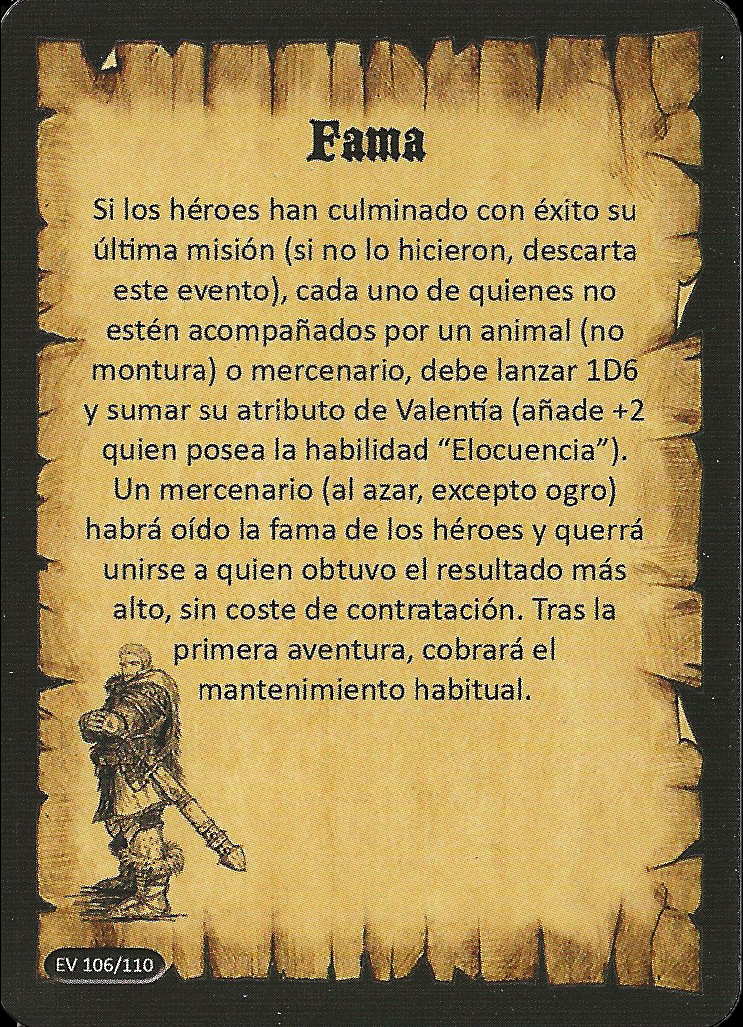 Fama
Si los héroes han culminado con éxito su
última misión (si no lo hicieron, descarta
este evento), cada uno de quienes no
estén acompañados por un animal (no
montura) o mercenario, debe lanzar 1D6
y sumar su atributo de Valentía (añade +2
quien posea la habilidad “Elocuencia”).
Un mercenario (al azar, excepto ogro)
habrá oído la fama de los héroes y querrá
unirse a quien obtuvo el resultado más
alto, sin coste de contratación. Tras la
primera aventura, cobrará el
mantenimiento habitual.
EV 106/110